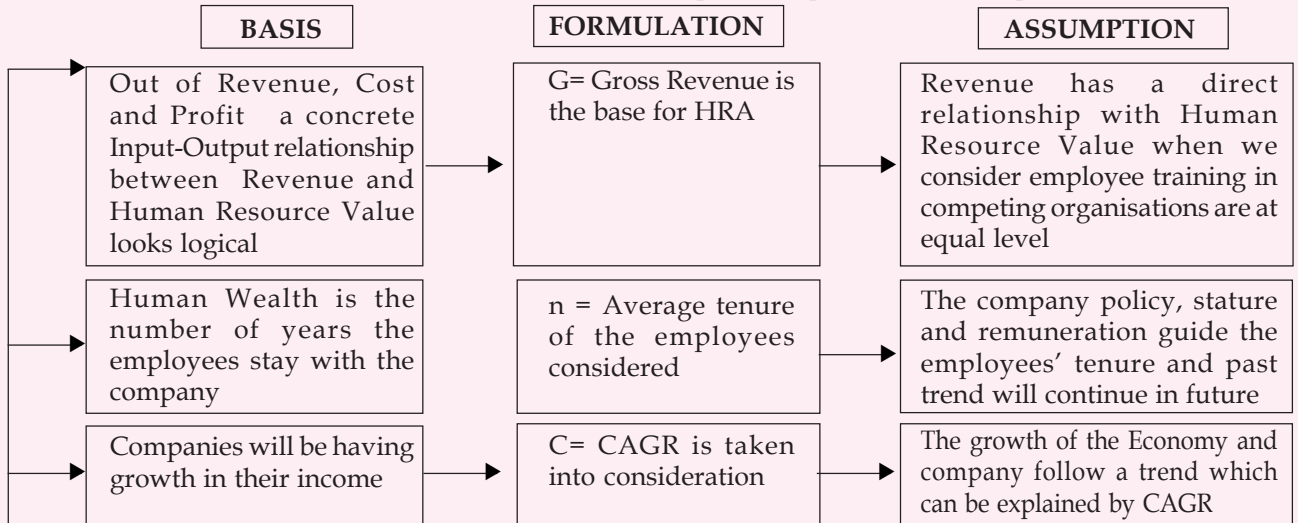 BASIS
FORMULATION
ASSUMPTION
Out of Revenue, Cost
and Profit a concrete
Input-Output relationship
between Revenue and
Human Resource Value
looks logical
G= Gross Revenue is
the base for HRA
Revenue has a direct
relationship with Human
Resource Value when we
consider employee training in
competing organisations are at
equal level
Human Wealth is the
number of years the
employees stay with the
company
n = Average tenure
of the employees
considered
The company policy, stature
and remuneration guide the
employees' tenure and past
trend will continue in future
Companies will be having
growth in their income
C= CAGR is taken
into consideration
The growth of the Economy and
company follow a trend which
can be explained by CAGR